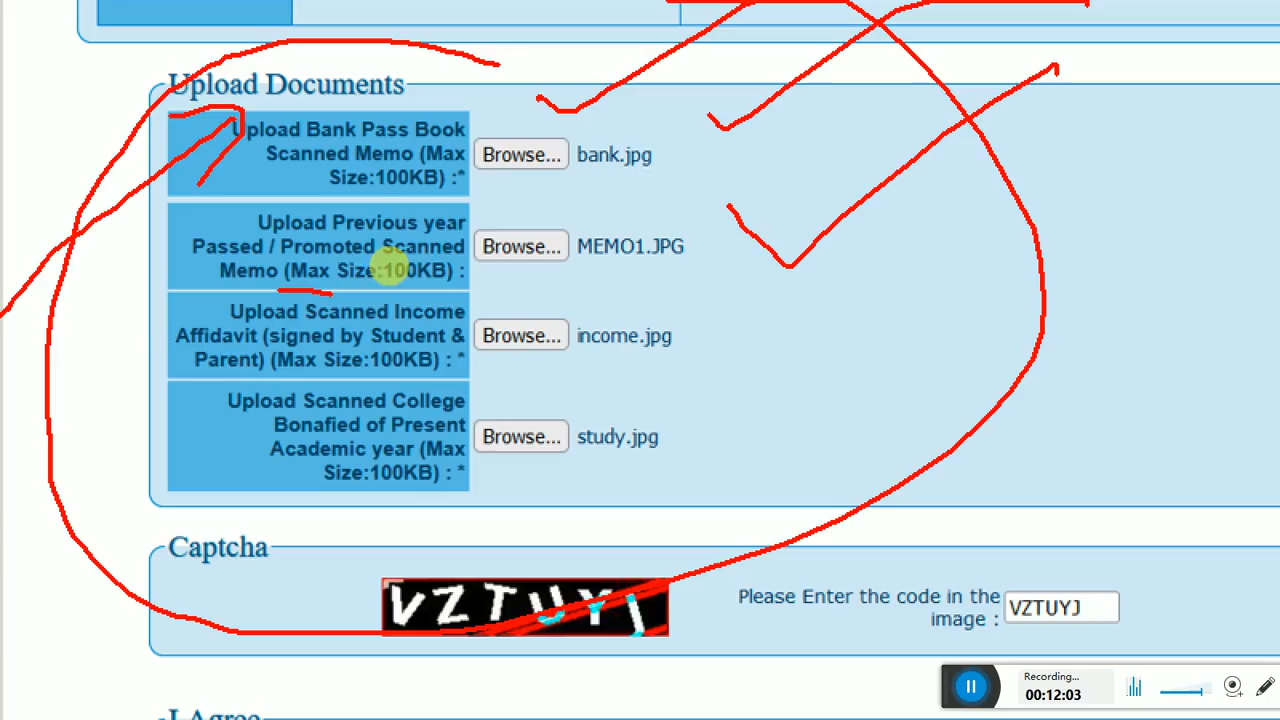 Upload Documents
Upload Bank Pass Book
Scanned Memo (Max
Size:100KB) :*
Browse... bank.jpg
Upload Previous year
Passed / Promoted Scanned
Memo (Max Size:100KB) :
Browse... MEMO1.JPG
Upload Scanned Income
Affidavit (signed by Student &
Parent) (Max Size:100KB) : *
Browse... income.jpg
Upload Scanned College
Bonafied of Present
Academic year (Max
Size:100KB) : *
Browse... study.jpg
Captcha
VZTUYJ
Please Enter the code in the
image :
VZTUYJ
Recording...
00:12:03
I Agree